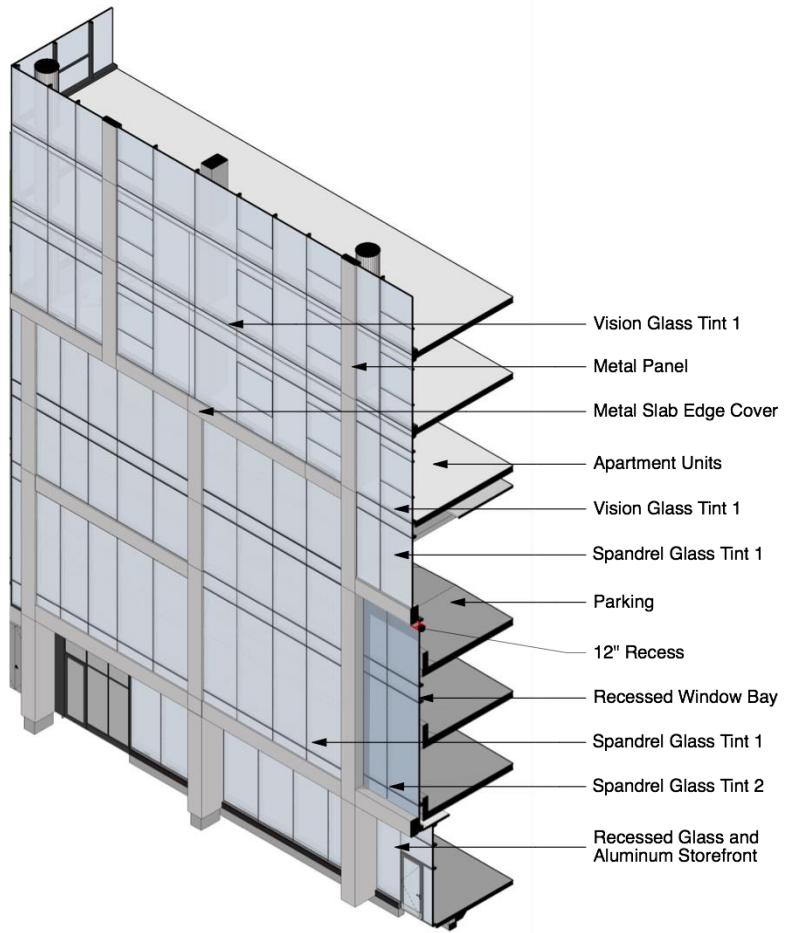 Vision Glass Tint 1
Metal Panel
Metal Slab Edge Cover
Apartment Units
Vision Glass Tint 1
Spandrel Glass Tint 1
Parking
12" Recess
Recessed Window Bay
Spandrel Glass Tint 1
Spandrel Glass Tint 2
Recessed Glass and
Aluminum Storefront